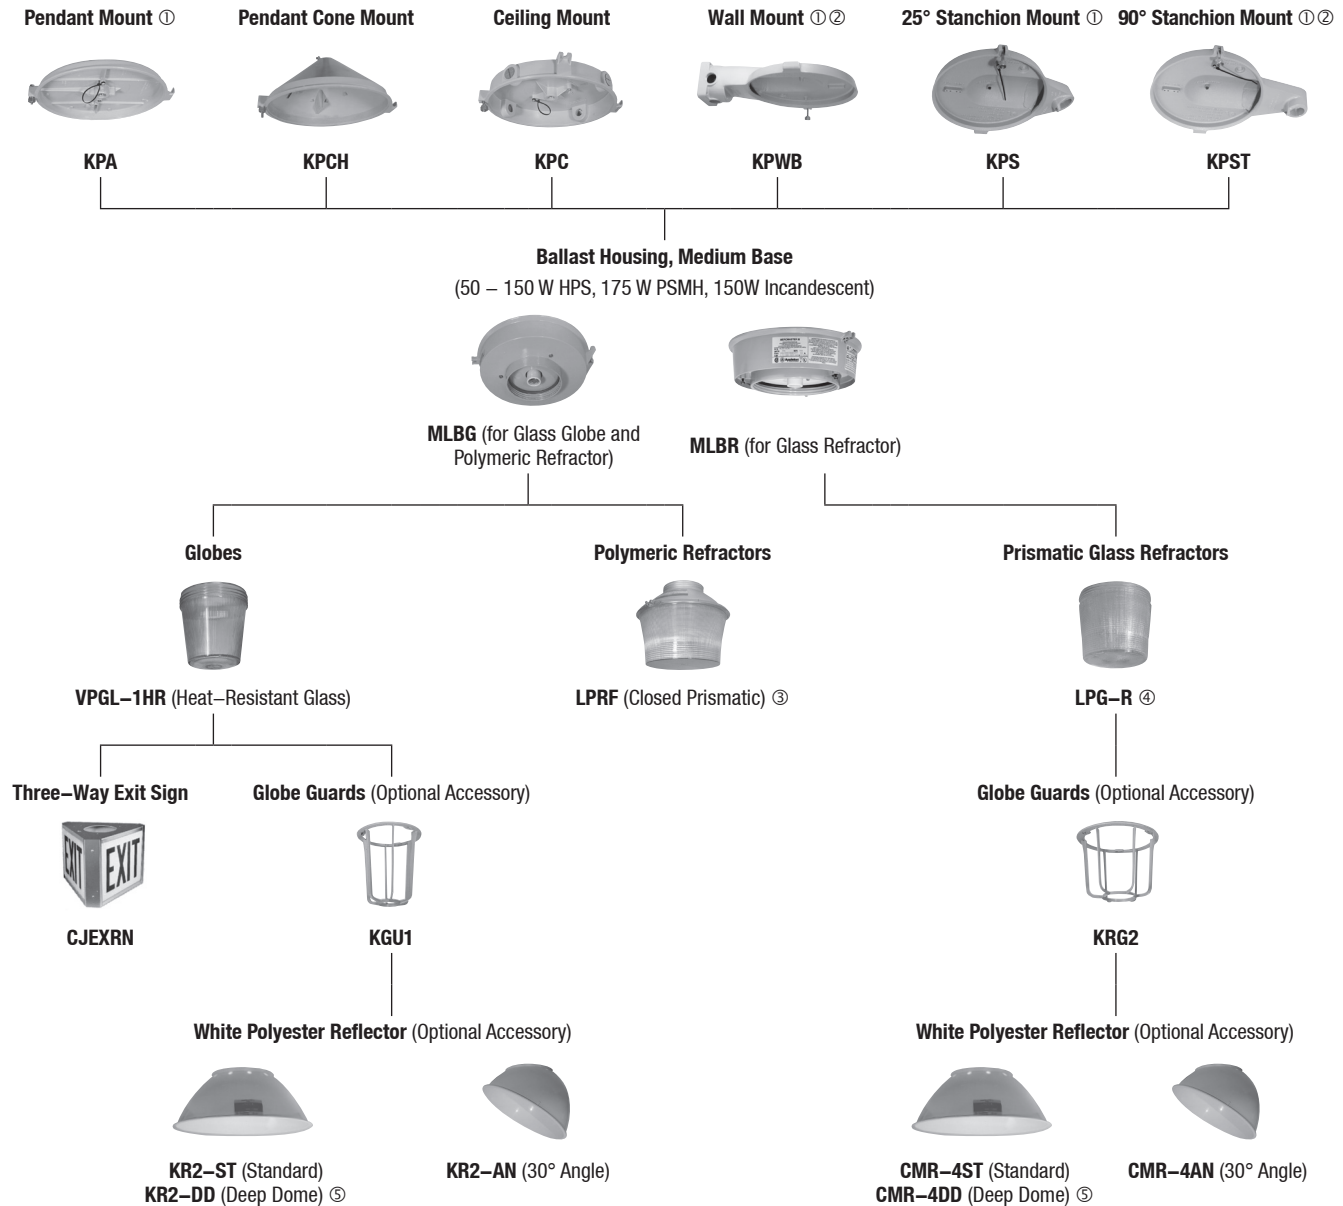 Pendant Mount ①
Pendant Cone Mount
Ceiling Mount
Wall Mount ①②
25° Stanchion Mount ①
90° Stanchion Mount ①②
KPA
KPCH
KPC
KPWB
KPS
KPST
Ballast Housing, Medium Base
(50 – 150 W HPS, 175 W PSMH, 150W Incandescent)
MLBG (for Glass Globe and
Polymeric Refractor)
MLBR (for Glass Refractor)
Globes
Polymeric Refractors
Prismatic Glass Refractors
VPGL–1HR (Heat–Resistant Glass)
LPRF (Closed Prismatic) ③
LPG–R ④
Three–Way Exit Sign
Globe Guards (Optional Accessory)
Globe Guards (Optional Accessory)
EXIT
EXIT
CJEXRN
KGU1
KRG2
White Polyester Reflector (Optional Accessory)
White Polyester Reflector (Optional Accessory)
KR2–ST (Standard)
KR2–DD (Deep Dome) ⑤
KR2–AN (30° Angle)
CMR–4ST (Standard)
CMR–4DD (Deep Dome) ⑤
CMR–4AN (30° Angle)